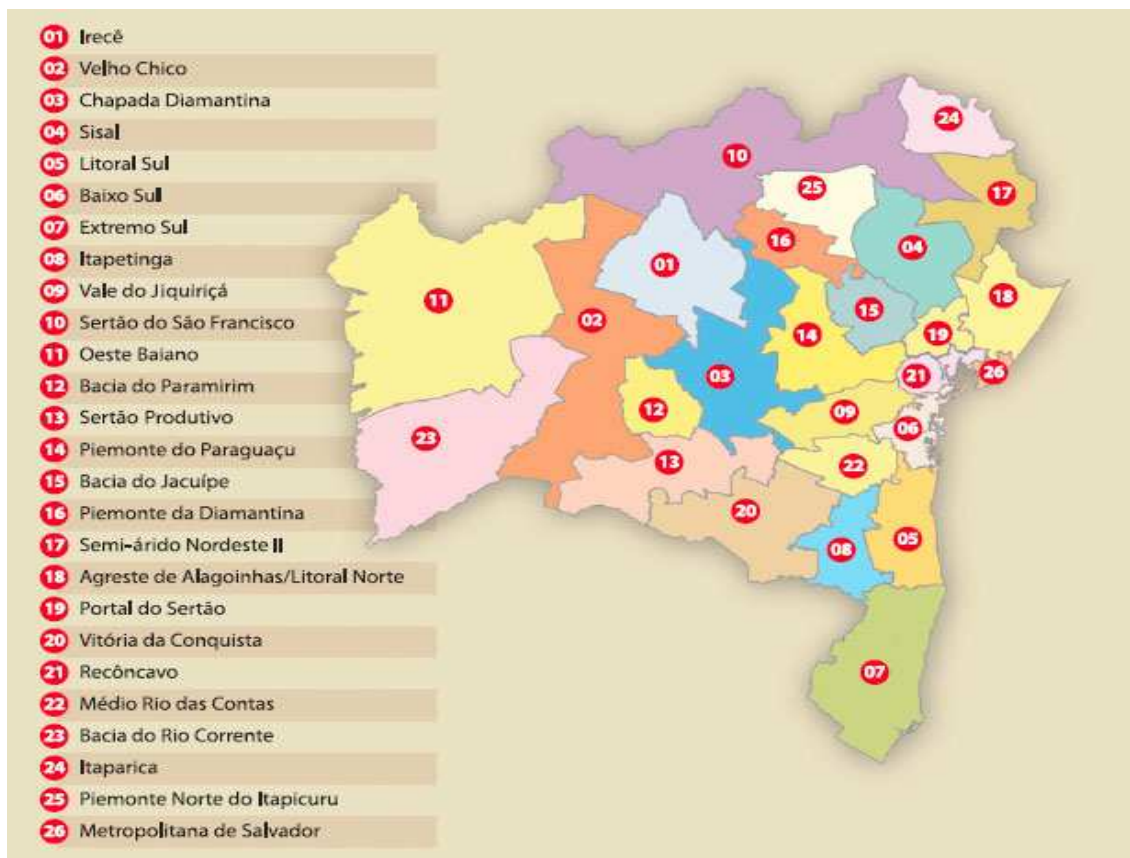 01 Irecê
02 Velho Chico
03 Chapada Diamantina
04 Sisal
05 Litoral Sul
06 Baixo Sul
07 Extremo Sul
08 Itapetinga
09 Vale do Jiquiriçá
10 Sertão do São Francisco
11 Oeste Baiano
12 Bacia do Paramirim
13 Sertão Produtivo
14 Piemonte do Paraguaçu
15 Bacia do Jacuípe
16 Piemonte da Diamantina
17 Semi-árido Nordeste II
18 Agreste de Alagoinhas/Litoral Norte
19 Portal do Sertão
20 Vitória da Conquista
21 Recôncavo
22 Médio Rio das Contas
23 Bacia do Rio Corrente
24 Itaparica
25 Piemonte Norte do Itapicuru
26 Metropolitana de Salvador
24
10
25
17
16
04
01
11
18
02
15
14
19
26
21
03
12
09
06
23
13
22
20
05
08
07